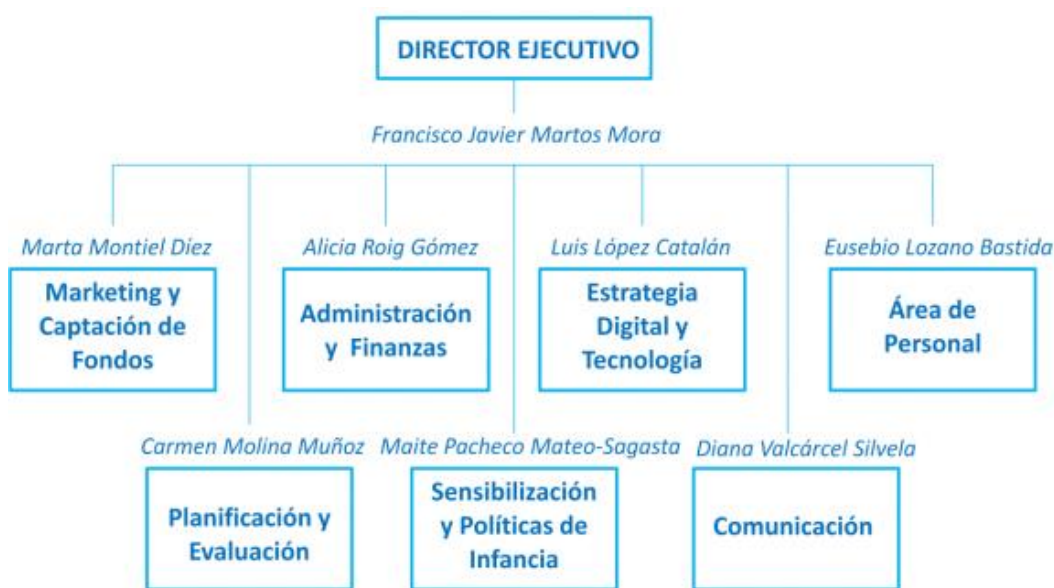 DIRECTOR EJECUTIVO
Francisco Javier Martos Mora
Marta Montiel Díez
Marketing y
Captación de
Fondos
Alicia Roig Gómez
Administración
y Finanzas
Luis López Catalán
Estrategia
Digital y
Tecnología
Eusebio Lozano Bastida
Área de
Personal
Carmen Molina Muñoz
Planificación y
Evaluación
Maite Pacheco Mateo-Sagasta
Sensibilización
y Políticas de
Infancia
Diana Valcárcel Silvela
Comunicación